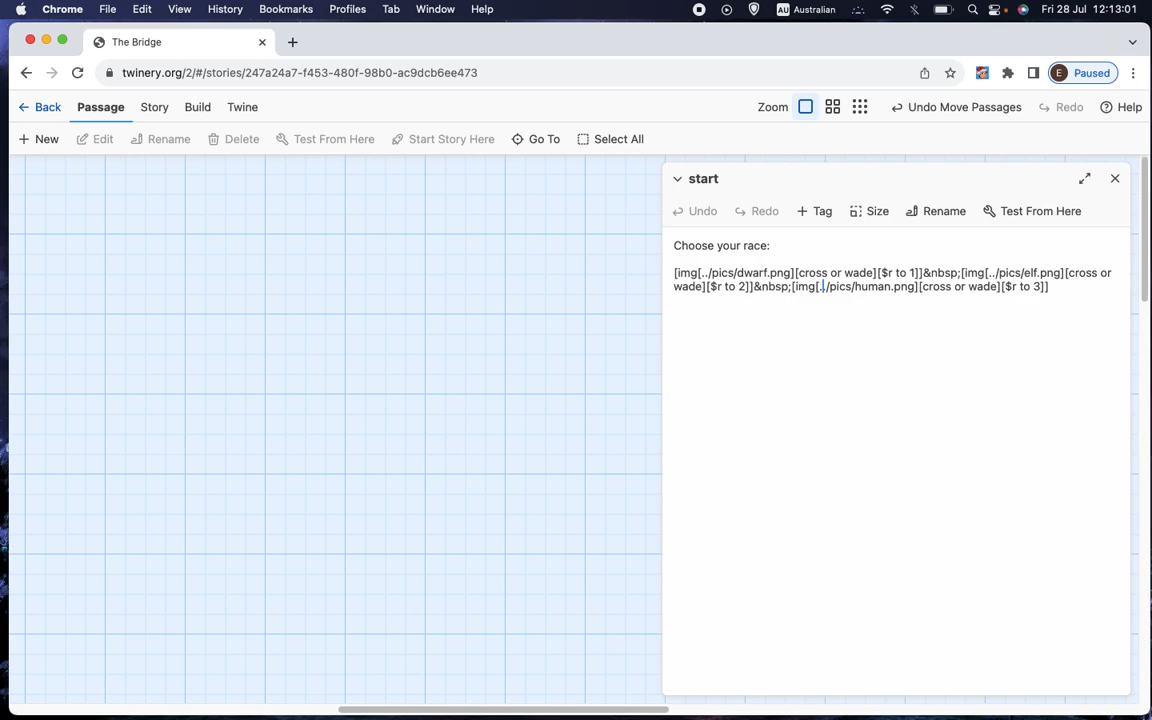 Chrome File Edit View History Bookmarks Profiles Tab Window Help AU Australian Fri 28 Jul 12:13:01
The Bridge
twinery.org/2/#/stories/247a24a7-f453-480f-98b0-ac9dcb6ee473 E Paused
Back Passage Story Build Twine Zoom Undo Move Passages Redo Help
New Edit Rename Delete Test From Here Start Story Here Go To Select All
start
Undo Redo Tag Size Rename Test From Here
Choose your race:
[img[../pics/dwarf.png][cross or wade][$r to 1]]&nbsp;[img[../pics/elf.png][cross or
wade][$r to 2]]&nbsp;[img[../pics/human.png][cross or wade][$r to 3]]